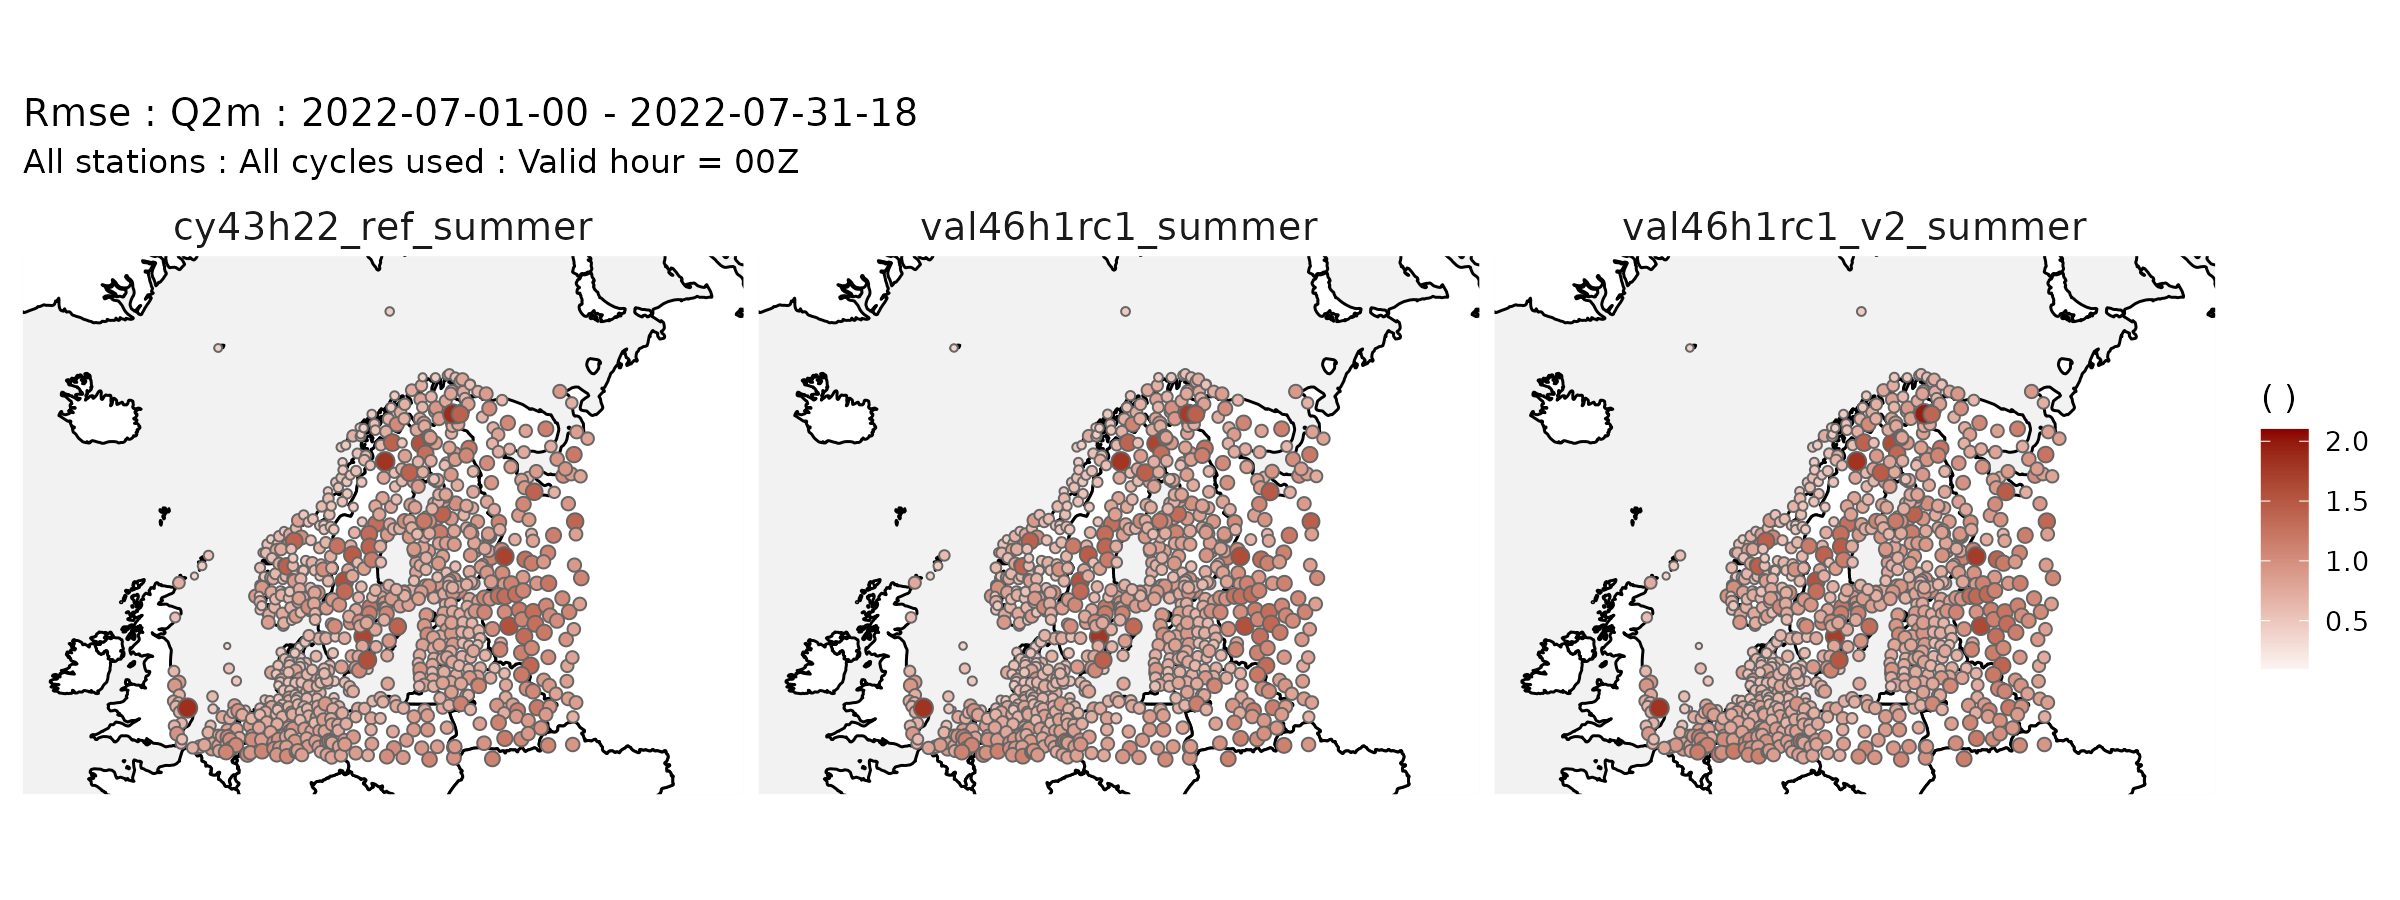 Rmse : Q2m : 2022-07-01-00 - 2022-07-31-18
All stations : All cycles used : Valid hour = 00Z
cy43h22_ref_summer
val46h1rc1_summer
val46h1rc1_v2_summer
( )
2.0
1.5
1.0
0.5